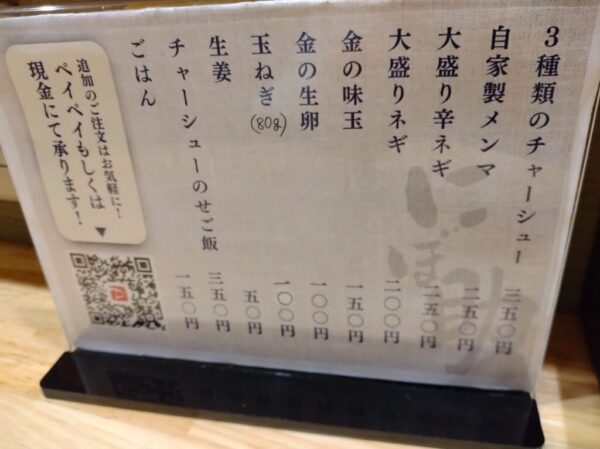 3種類のチャーシュー 三五〇円
自家製メンマ 二五〇円
大盛り辛ネギ 二五〇円
大盛りネギ 二〇〇円
金の味玉 一五〇円
金の生卵 一〇〇円
玉ねぎ(80g) 一〇〇円
生姜 五〇円
チャーシューのせご飯 三五〇円
ごはん 一五〇円
追加のご注文はお気軽に!
ペイペイもしくは
現金にて承ります!
にぼ助